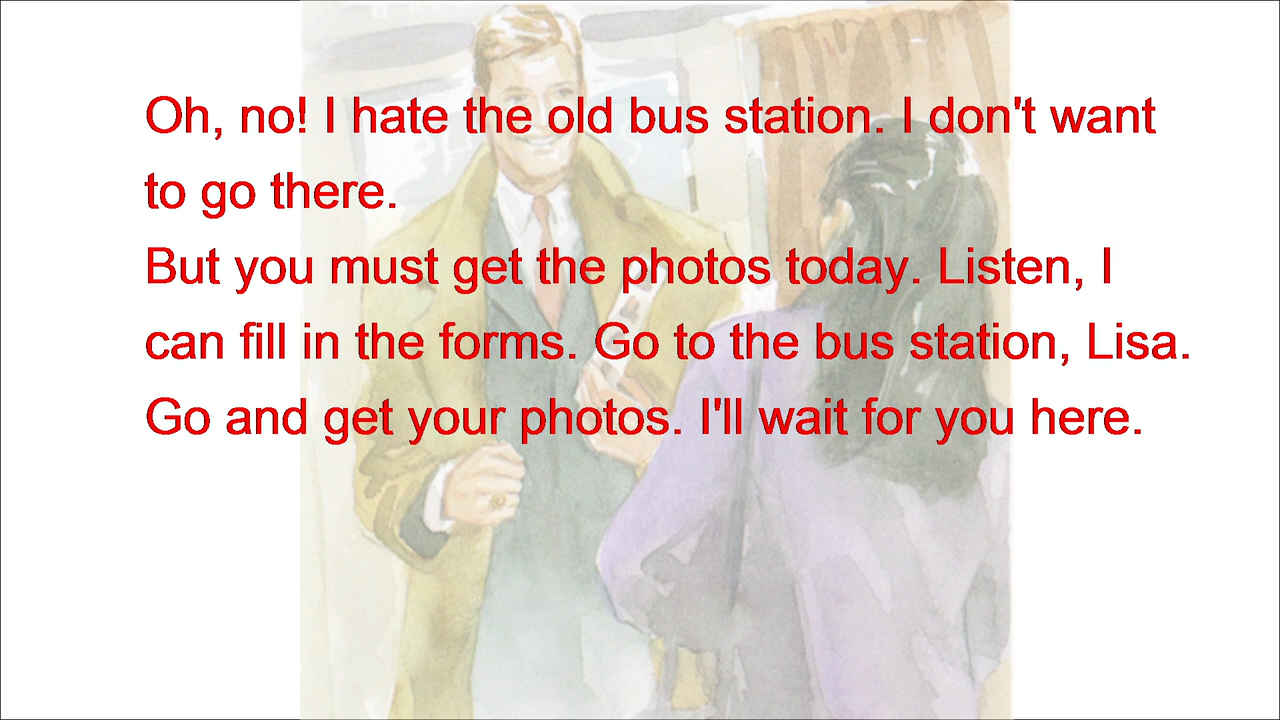 Oh, no! I hate the old bus station. I don't want
to go there.
But you must get the photos today. Listen, I
can fill in the forms. Go to the bus station, Lisa.
Go and get your photos. I'll wait for you here.